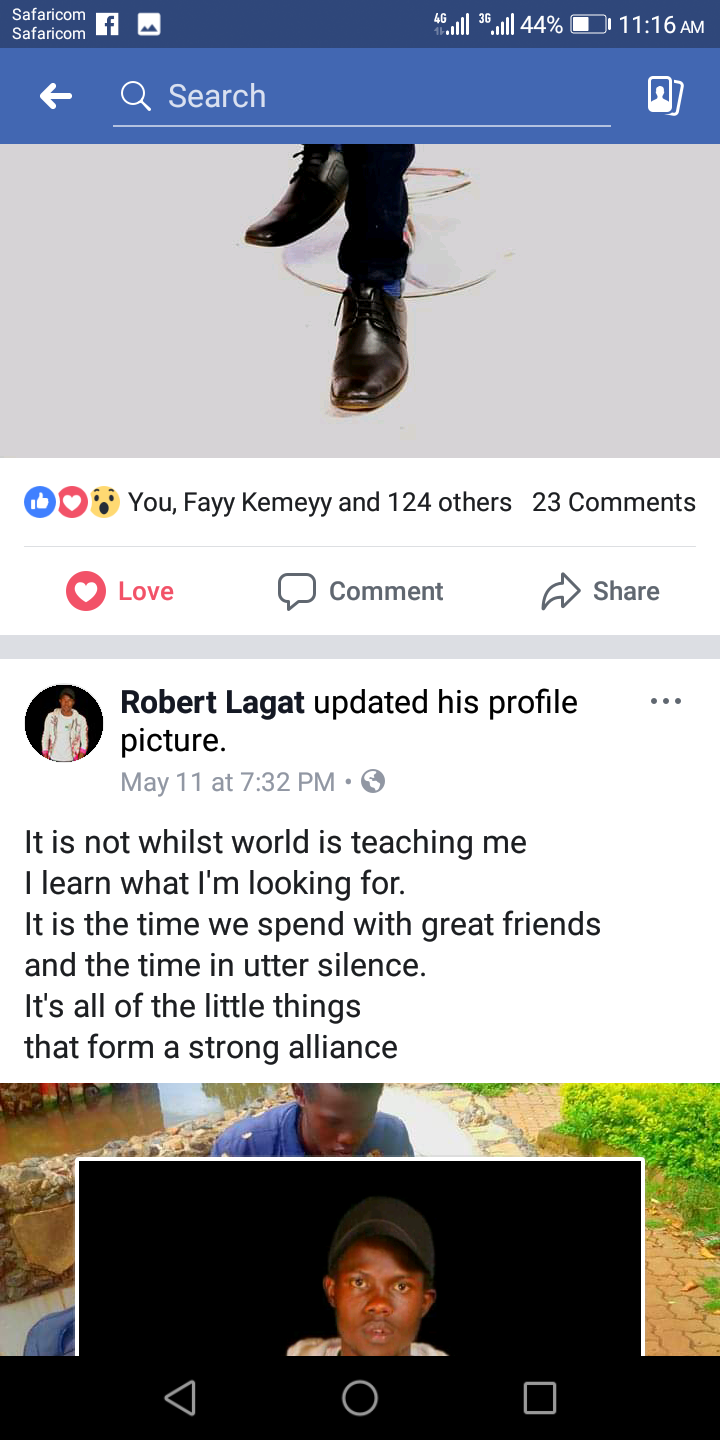 Safaricom
Safaricom
4G 3G 44% 11:16 AM
Search
You, Fayy Kemeyy and 124 others 23 Comments
Love Comment Share
Robert Lagat updated his profile
picture.
May 11 at 7:32 PM •
It is not whilst world is teaching me
I learn what I'm looking for.
It is the time we spend with great friends
and the time in utter silence.
It's all of the little things
that form a strong alliance